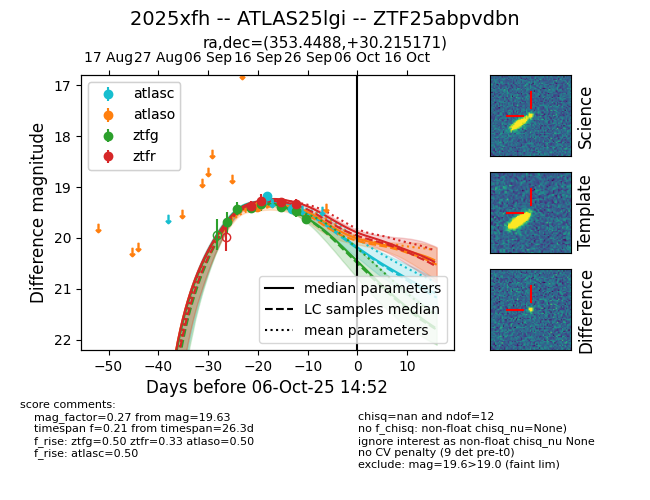 2025xfh -- ATLAS25lgi -- ZTF25abpvdbn
ra,dec=(353.4488,+30.215171)
17 Aug 27 Aug 06 Sep 16 Sep 26 Sep 06 Oct 16 Oct
17
18
19
20
21
22
Difference magnitude
atlasc
atlaso
ztfg
ztfr
median parameters
LC samples median
mean parameters
−50 −40 −30 −20 −10 0 10
Days before 06-Oct-25 14:52
Science
Template
Difference
score comments:
mag_factor=0.27 from mag=19.63
timespan f=0.21 from timespan=26.3d
f_rise: ztfg=0.50 ztfr=0.33 atlaso=0.50
f_rise: atlasc=0.50
chisq=nan and ndof=12
no f_chisq: non-float chisq_nu=None)
ignore interest as non-float chisq_nu None
no CV penalty (9 det pre-t0)
exclude: mag=19.6>19.0 (faint lim)